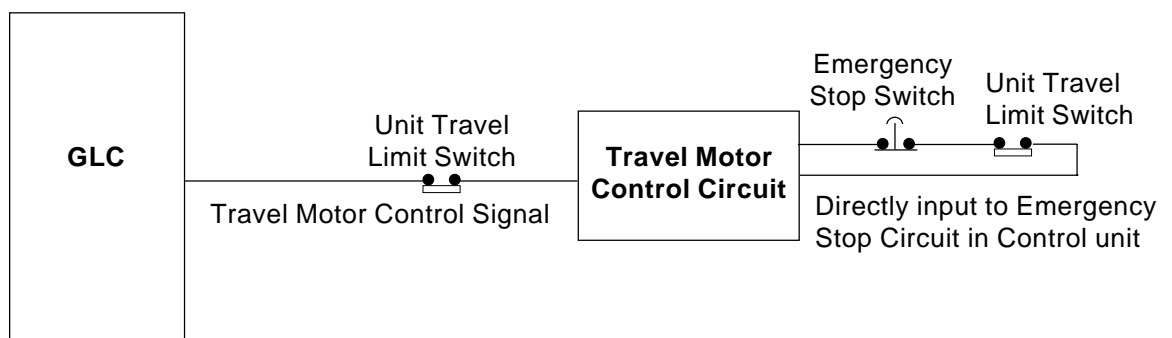 GLC
Unit Travel
Limit Switch
Travel Motor Control Signal
Travel Motor
Control Circuit
Emergency
Stop Switch
Unit Travel
Limit Switch
Directly input to Emergency
Stop Circuit in Control unit